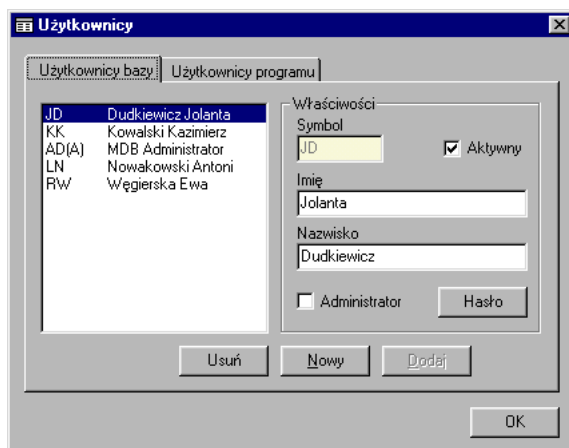 Użytkownicy
Użytkownicy bazy Użytkownicy programu
JD Dudkiewicz Jolanta
KK Kowalski Kazimierz
AD(A) MDB Administrator
LN Nowakowski Antoni
RW Węgierska Ewa
Właściwości
Symbol
JD Aktywny
Imię
Jolanta
Nazwisko
Dudkiewicz
Administrator Hasło
Usuń Nowy Dodaj
OK